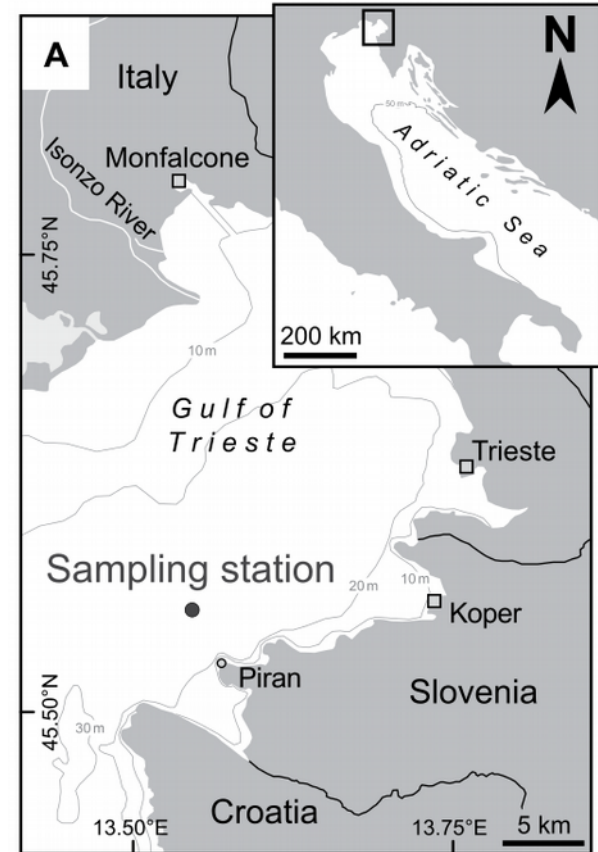 A
Italy
Monfalcone
Isonzo River
45.75°N
10 m
Gulf of
Trieste
Trieste
Sampling station
20 m
10 m
Koper
Piran
Slovenia
45.50°N
30 m
Croatia
13.50°E
13.75°E
5 km
N
50 m
Adriatic Sea
200 km